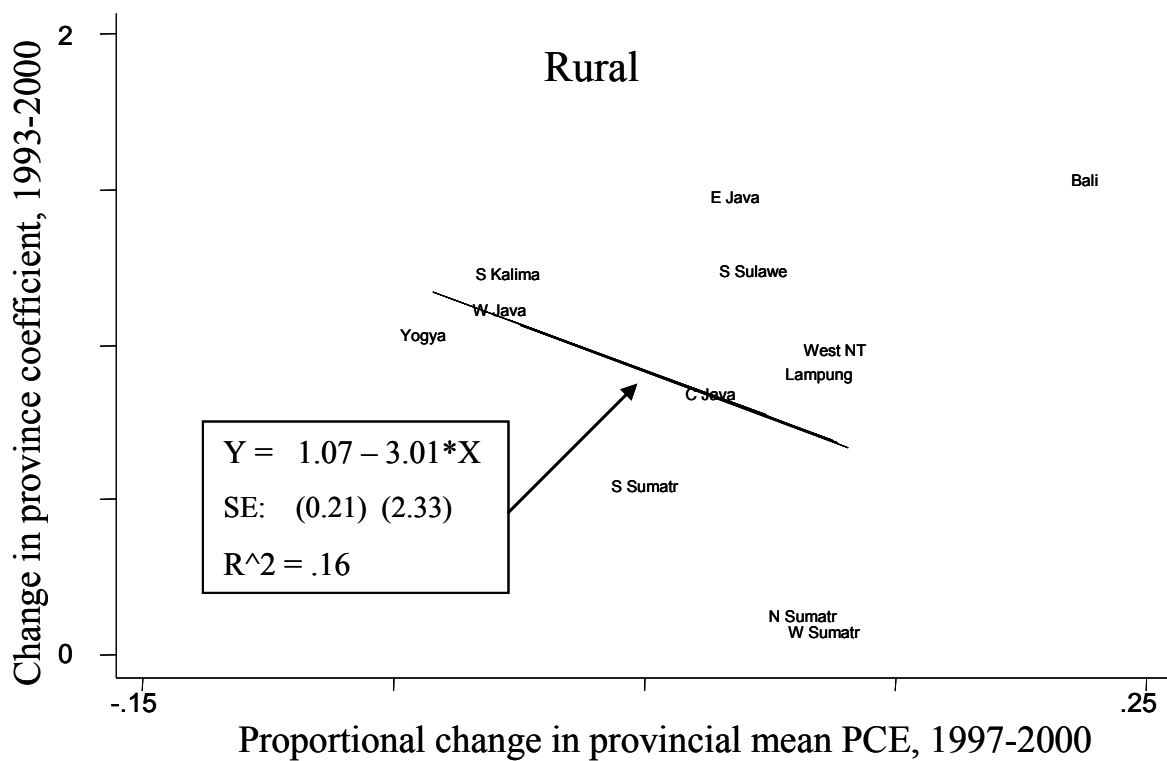 Rural
Change in province coefficient, 1993-2000
2
0
Bali
E Java
S Kalima
S Sulawe
W Java
Yogya
West NT
Lampung
C Java
Y = 1.07 – 3.01*X
SE: (0.21) (2.33)
R^2 = .16
S Sumatr
N Sumatr
W Sumatr
-.15
.25
Proportional change in provincial mean PCE, 1997-2000